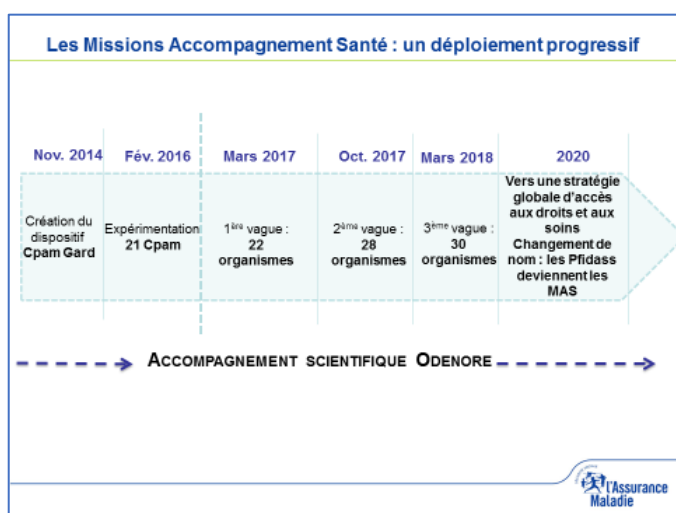 Les Missions Accompagnement Santé : un déploiement progressif
Nov. 2014
Fév. 2016
Mars 2017
Oct. 2017
Mars 2018
2020
Création du
dispositif
Cpam Gard
Expérimentation
21 Cpam
1ère vague :
22
organismes
2ème vague :
28
organismes
3ème vague :
30
organismes
Vers une stratégie
globale d'accès
aux droits et aux
soins
Changement de
nom : les Pfidass
deviennent les
MAS
ACCOMPAGNEMENT SCIENTIFIQUE ODENORE
l'Assurance
Maladie